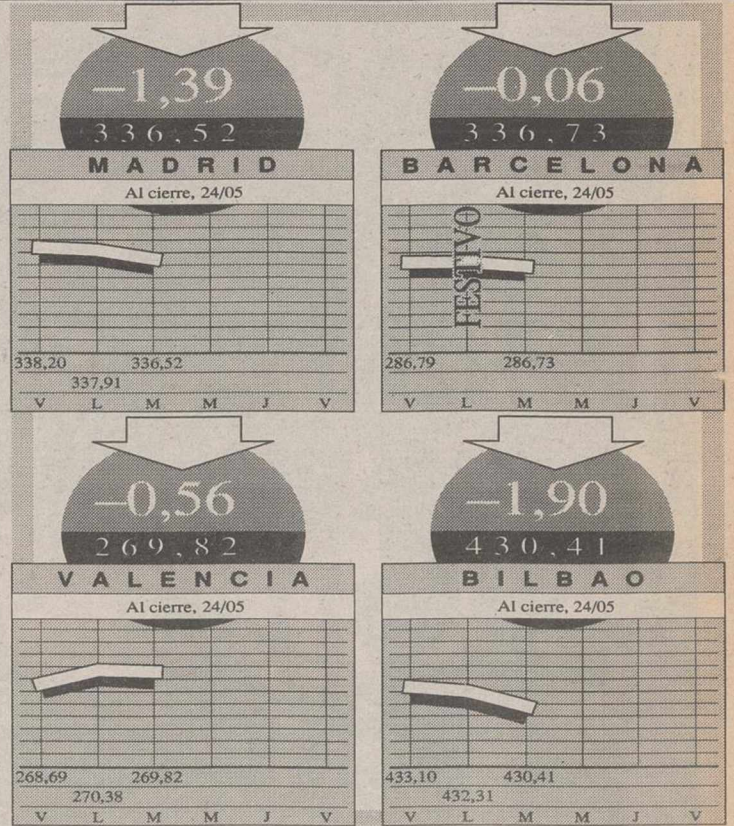 –1,39
336,52
MADRID
Al cierre, 24/05
338,20 336,52
337,91
V L M M J V
–0,06
336,73
BARCELONA
Al cierre, 24/05
FESTIVO
286,79 286,73
V L M M J V
–0,56
269,82
VALENCIA
Al cierre, 24/05
268,69 269,82
270,38
V L M M J V
–1,90
430,41
BILBAO
Al cierre, 24/05
433,10 430,41
432,31
V L M M J V